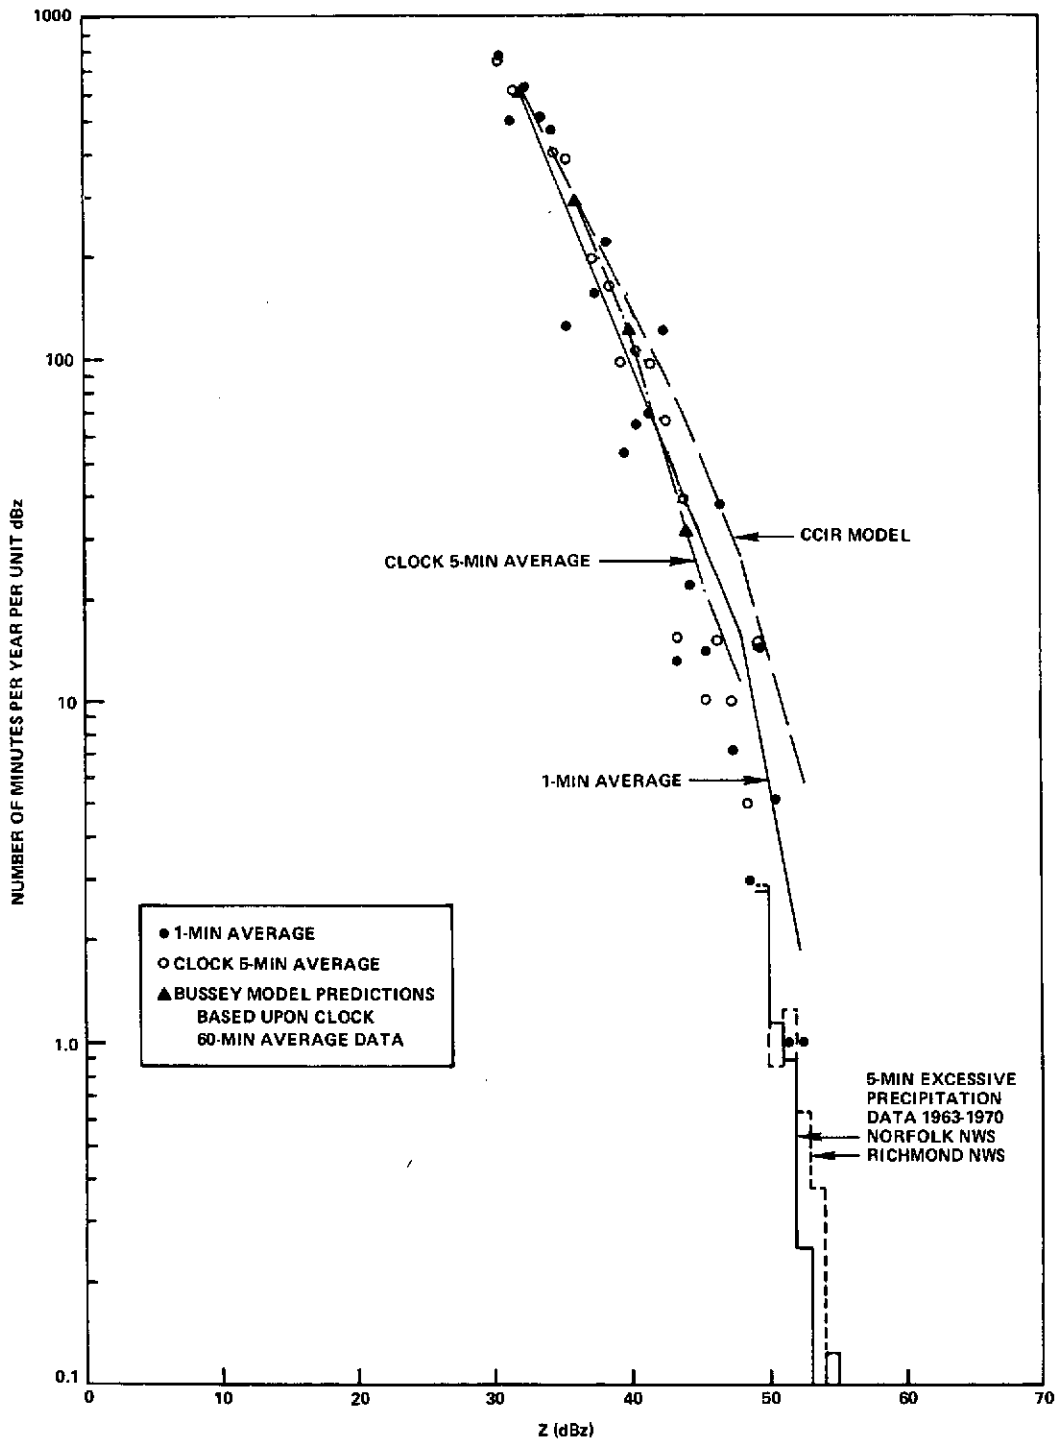 1000
100
10
1.0
0.1
NUMBER OF MINUTES PER YEAR PER UNIT dBz
CCIR MODEL
CLOCK 5-MIN AVERAGE
1-MIN AVERAGE
1-MIN AVERAGE
CLOCK 5-MIN AVERAGE
BUSSEY MODEL PREDICTIONS
BASED UPON CLOCK
60-MIN AVERAGE DATA
5-MIN EXCESSIVE
PRECIPITATION
DATA 1963-1970
NORFOLK NWS
RICHMOND NWS
0
10
20
30
40
50
60
70
Z (dBz)